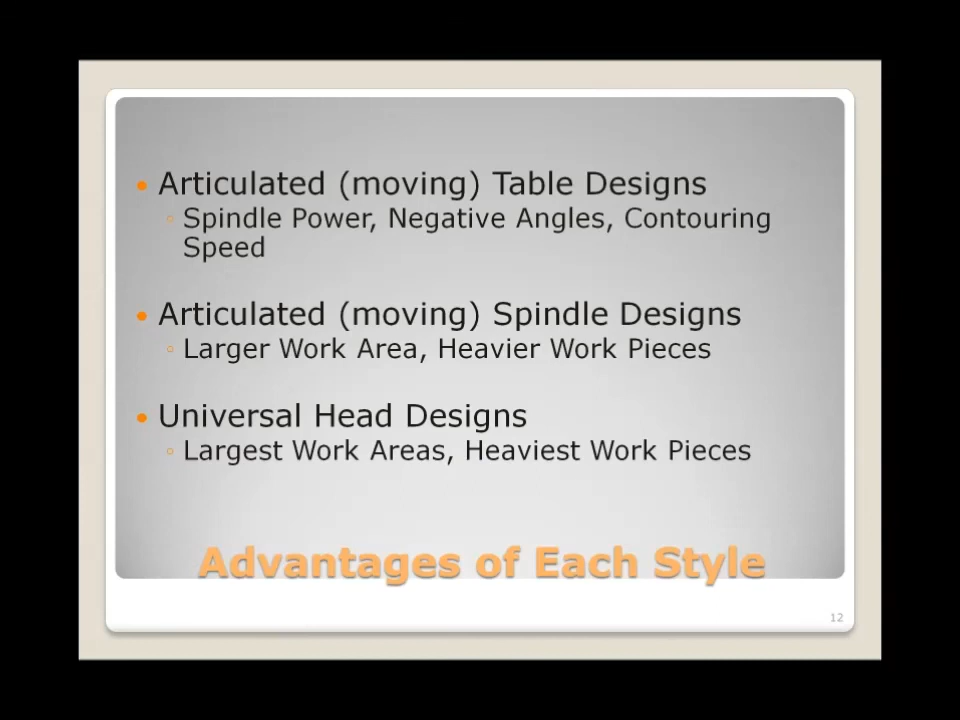 • Articulated (moving) Table Designs
◦ Spindle Power, Negative Angles, Contouring
Speed
• Articulated (moving) Spindle Designs
◦ Larger Work Area, Heavier Work Pieces
• Universal Head Designs
◦ Largest Work Areas, Heaviest Work Pieces
Advantages of Each Style
12